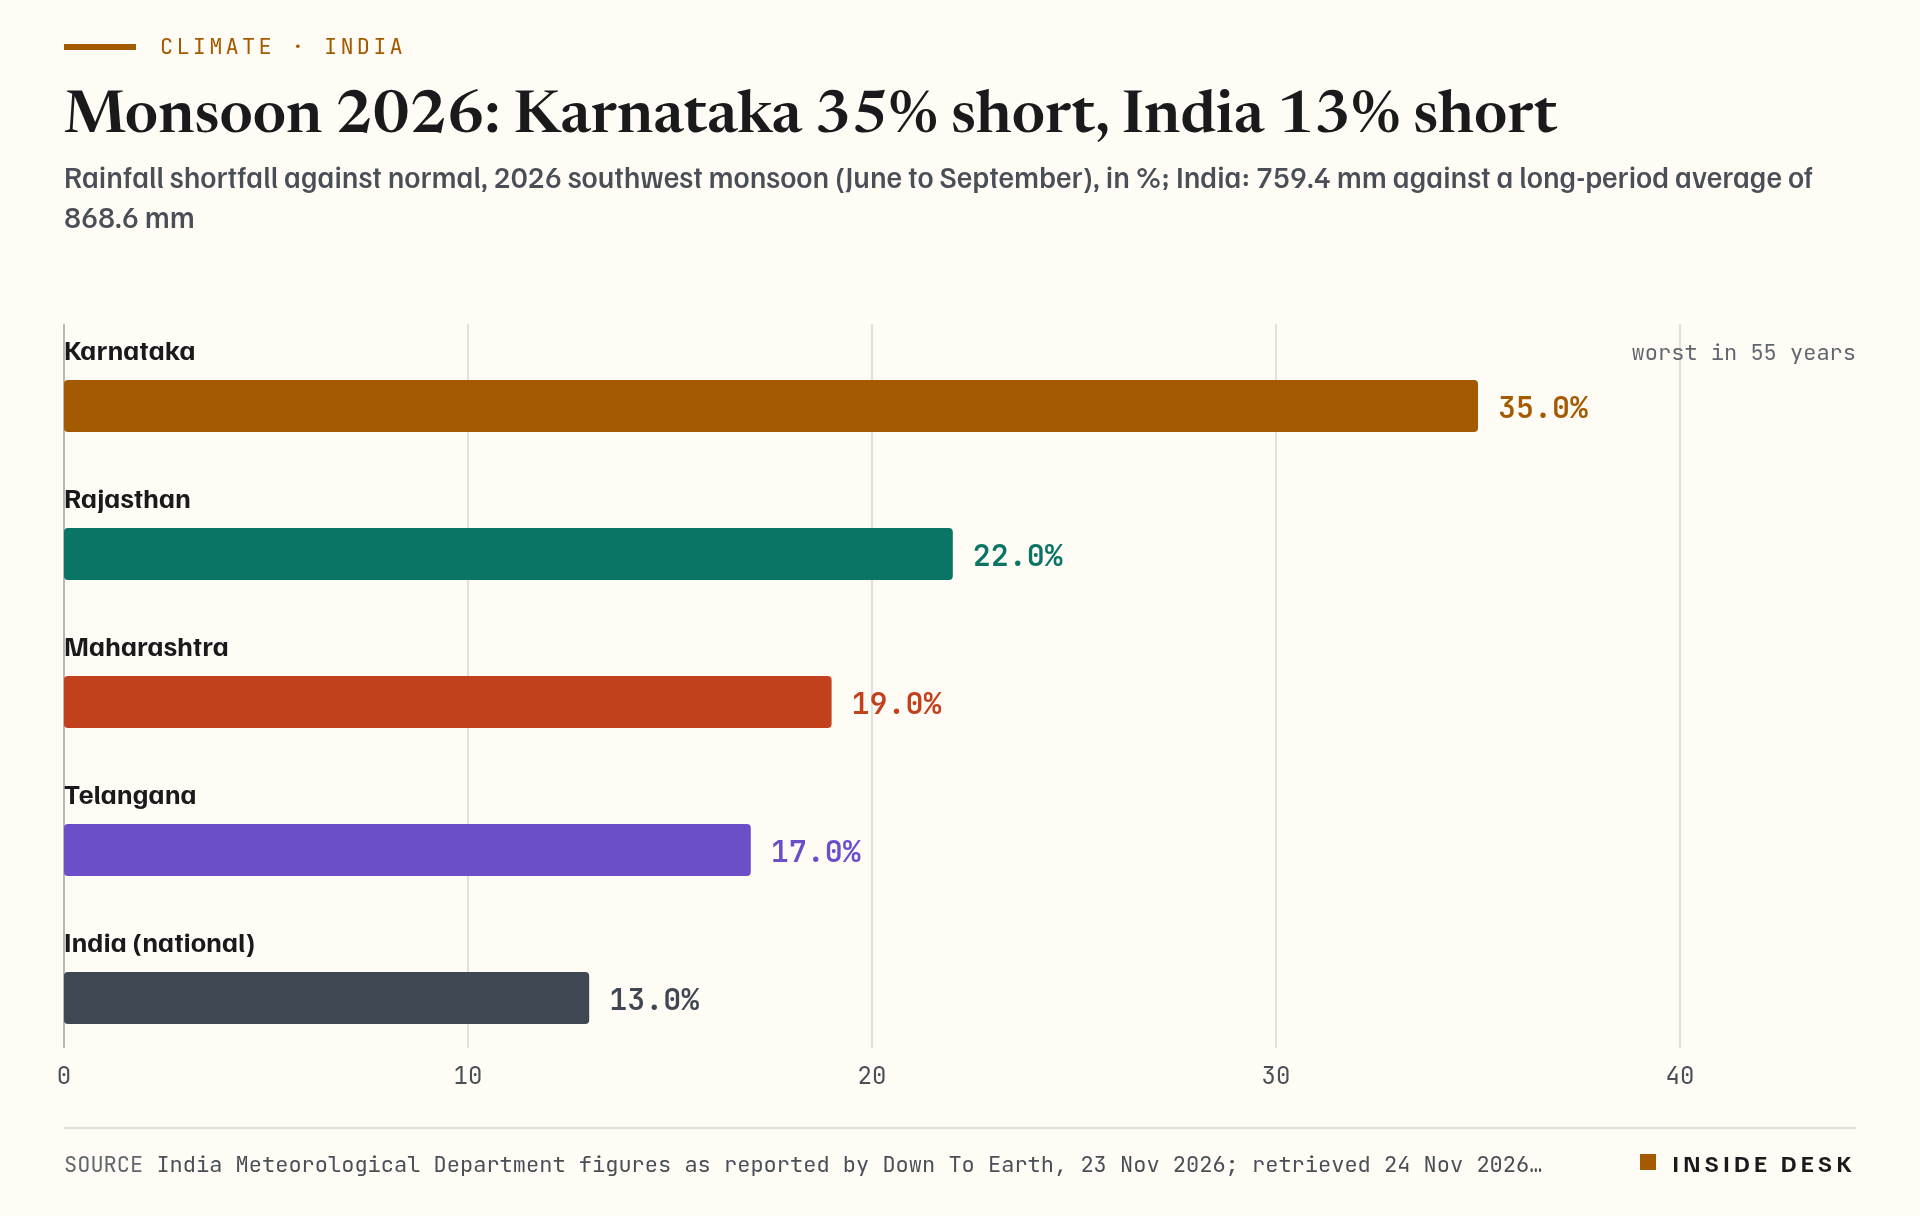 CLIMATE · INDIA
Monsoon 2026: Karnataka 35% short, India 13% short
Rainfall shortfall against normal, 2026 southwest monsoon (June to September), in %; India: 759.4 mm against a long-period average of
868.6 mm
Karnataka
worst in 55 years
35.0%
Rajasthan
22.0%
Maharashtra
19.0%
Telangana
17.0%
India (national)
13.0%
0 10 20 30 40
SOURCE India Meteorological Department figures as reported by Down To Earth, 23 Nov 2026; retrieved 24 Nov 2026…
INSIDE DESK